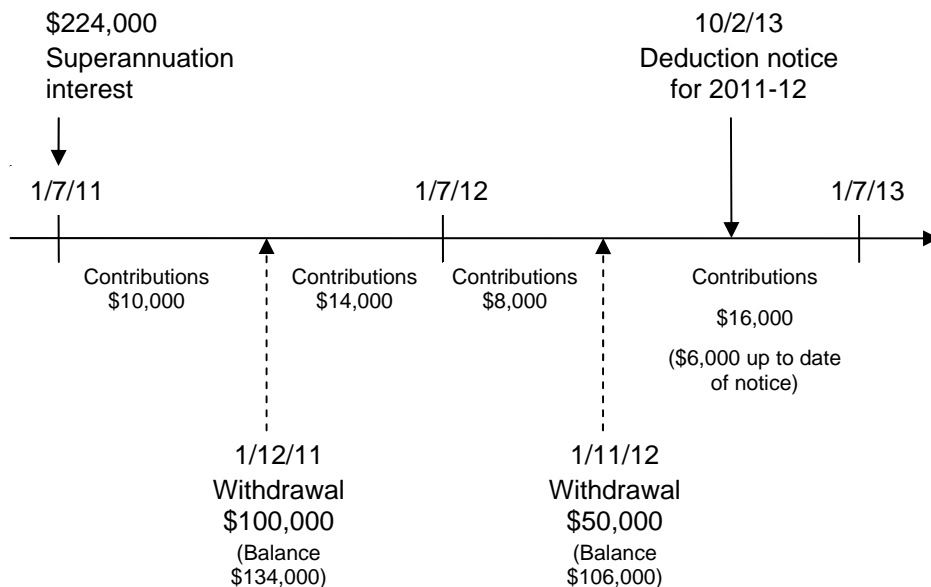 $224,000
Superannuation
interest
10/2/13
Deduction notice
for 2011-12
1/7/11
1/7/12
1/7/13
Contributions
$10,000
Contributions
$14,000
Contributions
$8,000
Contributions
$16,000
($6,000 up to date
of notice)
1/12/11
Withdrawal
$100,000
(Balance
$134,000)
1/11/12
Withdrawal
$50,000
(Balance
$106,000)